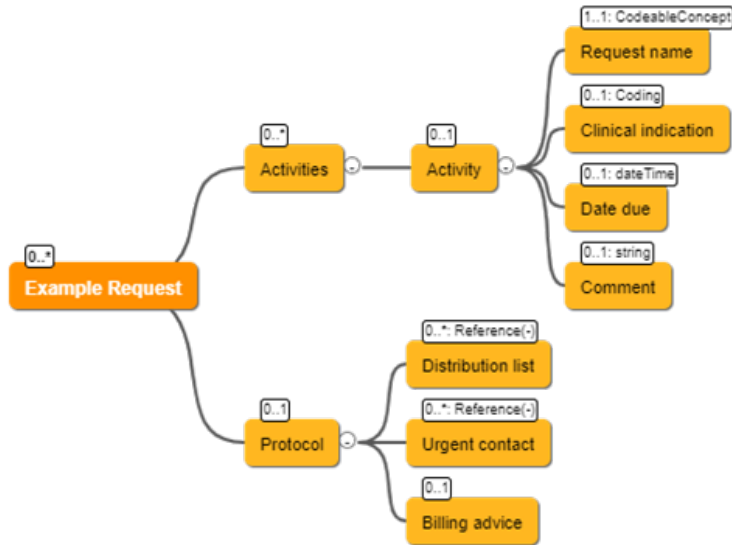 1..1: CodeableConcept
Request name
0..1: Coding
Clinical indication
0..*
Activities
0..1
Activity
0..1: dateTime
Date due
0..1: string
Comment
0..*
Example Request
0..*: Reference(-)
Distribution list
0..1
Protocol
0..*: Reference(-)
Urgent contact
0..1
Billing advice